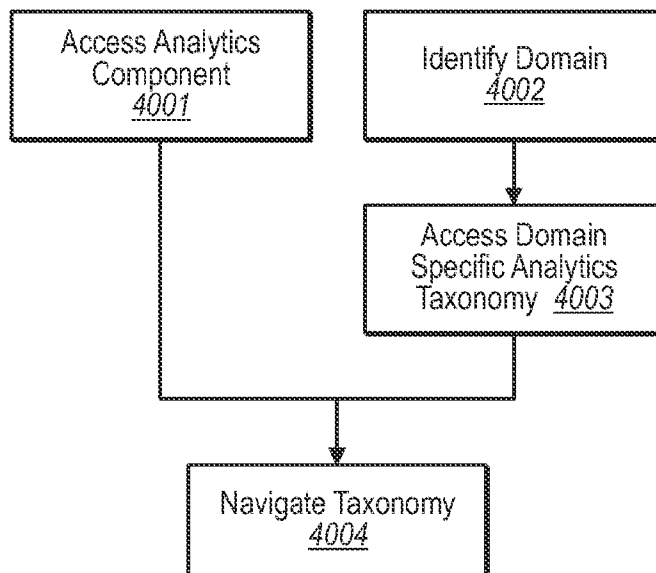 Access Analytics
Component
4001
Identify Domain
4002
Access Domain
Specific Analytics
Taxonomy 4003
Navigate Taxonomy
4004